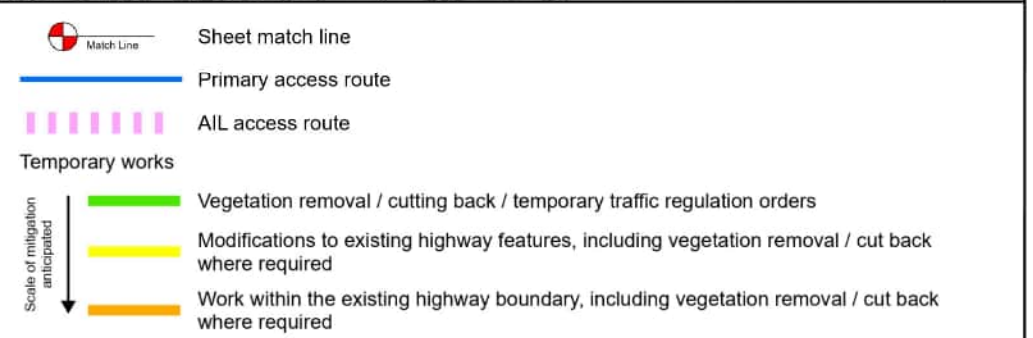 Match Line
Sheet match line
Primary access route
AIL access route
Temporary works
Scale of mitigation
anticipated
Vegetation removal / cutting back / temporary traffic regulation orders
Modifications to existing highway features, including vegetation removal / cut back
where required
Work within the existing highway boundary, including vegetation removal / cut back
where required